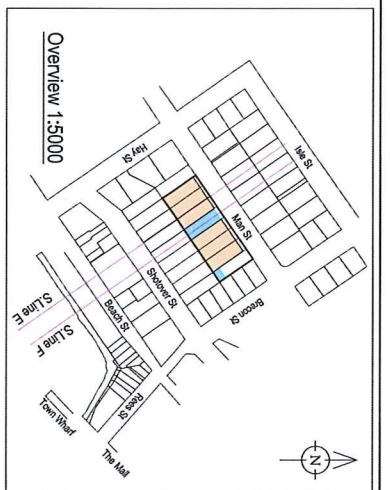 Overview 1:5000
Isle St
Hay St
Man St
Brecon St
Shotover St
Beach St
S.Line E
S.Line F
Rees St
Town Wharf
The Mall
N